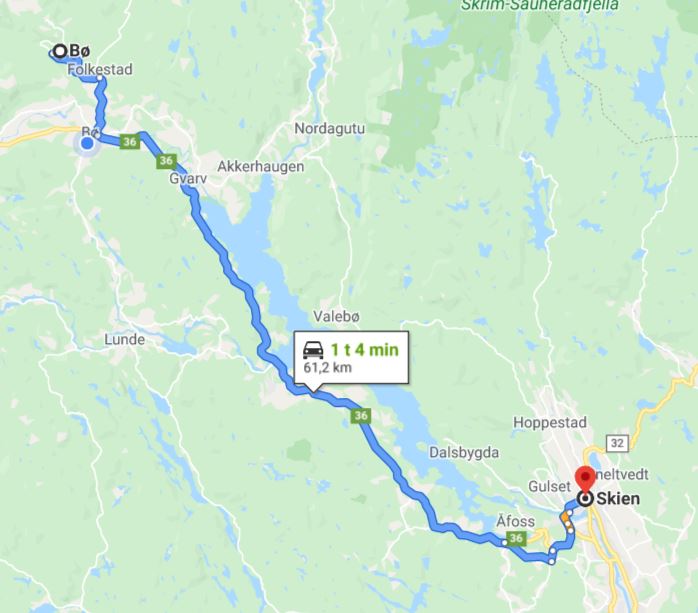 Skrim-Sauheradfjella
Bø
Folkestad
Nordagutu
Bø
36
36
Akkerhaugen
Gvarv
Valebø
Lunde
1 t 4 min
61,2 km
36
Hoppestad
32
Dalsbygda
neltvedt
Gulset
Skien
Åfoss
36